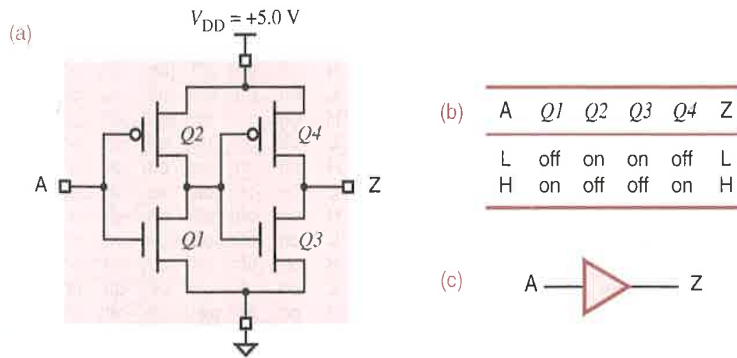 (a)
V_DD = +5.0 V
Q2
Q4
A
Z
Q1
Q3
(b)
A Q1 Q2 Q3 Q4 Z
L off on on off L
H on off off on H
(c)
A Z